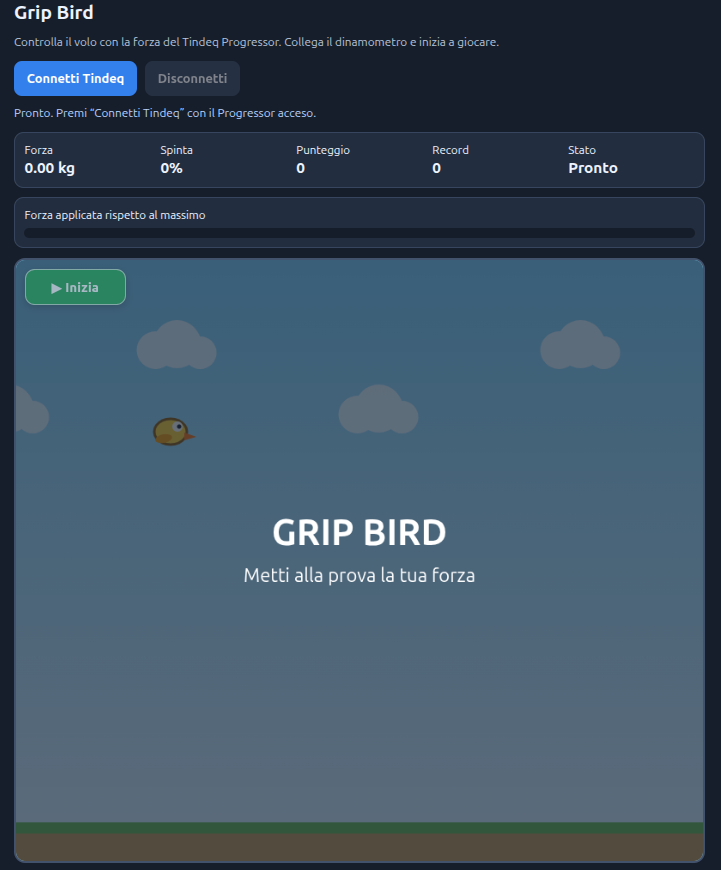 Grip Bird
Controlla il volo con la forza del Tindeq Progressor. Collega il dinamometro e inizia a giocare.
Connetti Tindeq Disconnetti
Pronto. Premi “Connetti Tindeq” con il Progressor acceso.
Forza Spinta Punteggio Record Stato
0.00 kg 0% 0 0 Pronto
Forza applicata rispetto al massimo
▶ Inizia
GRIP BIRD
Metti alla prova la tua forza